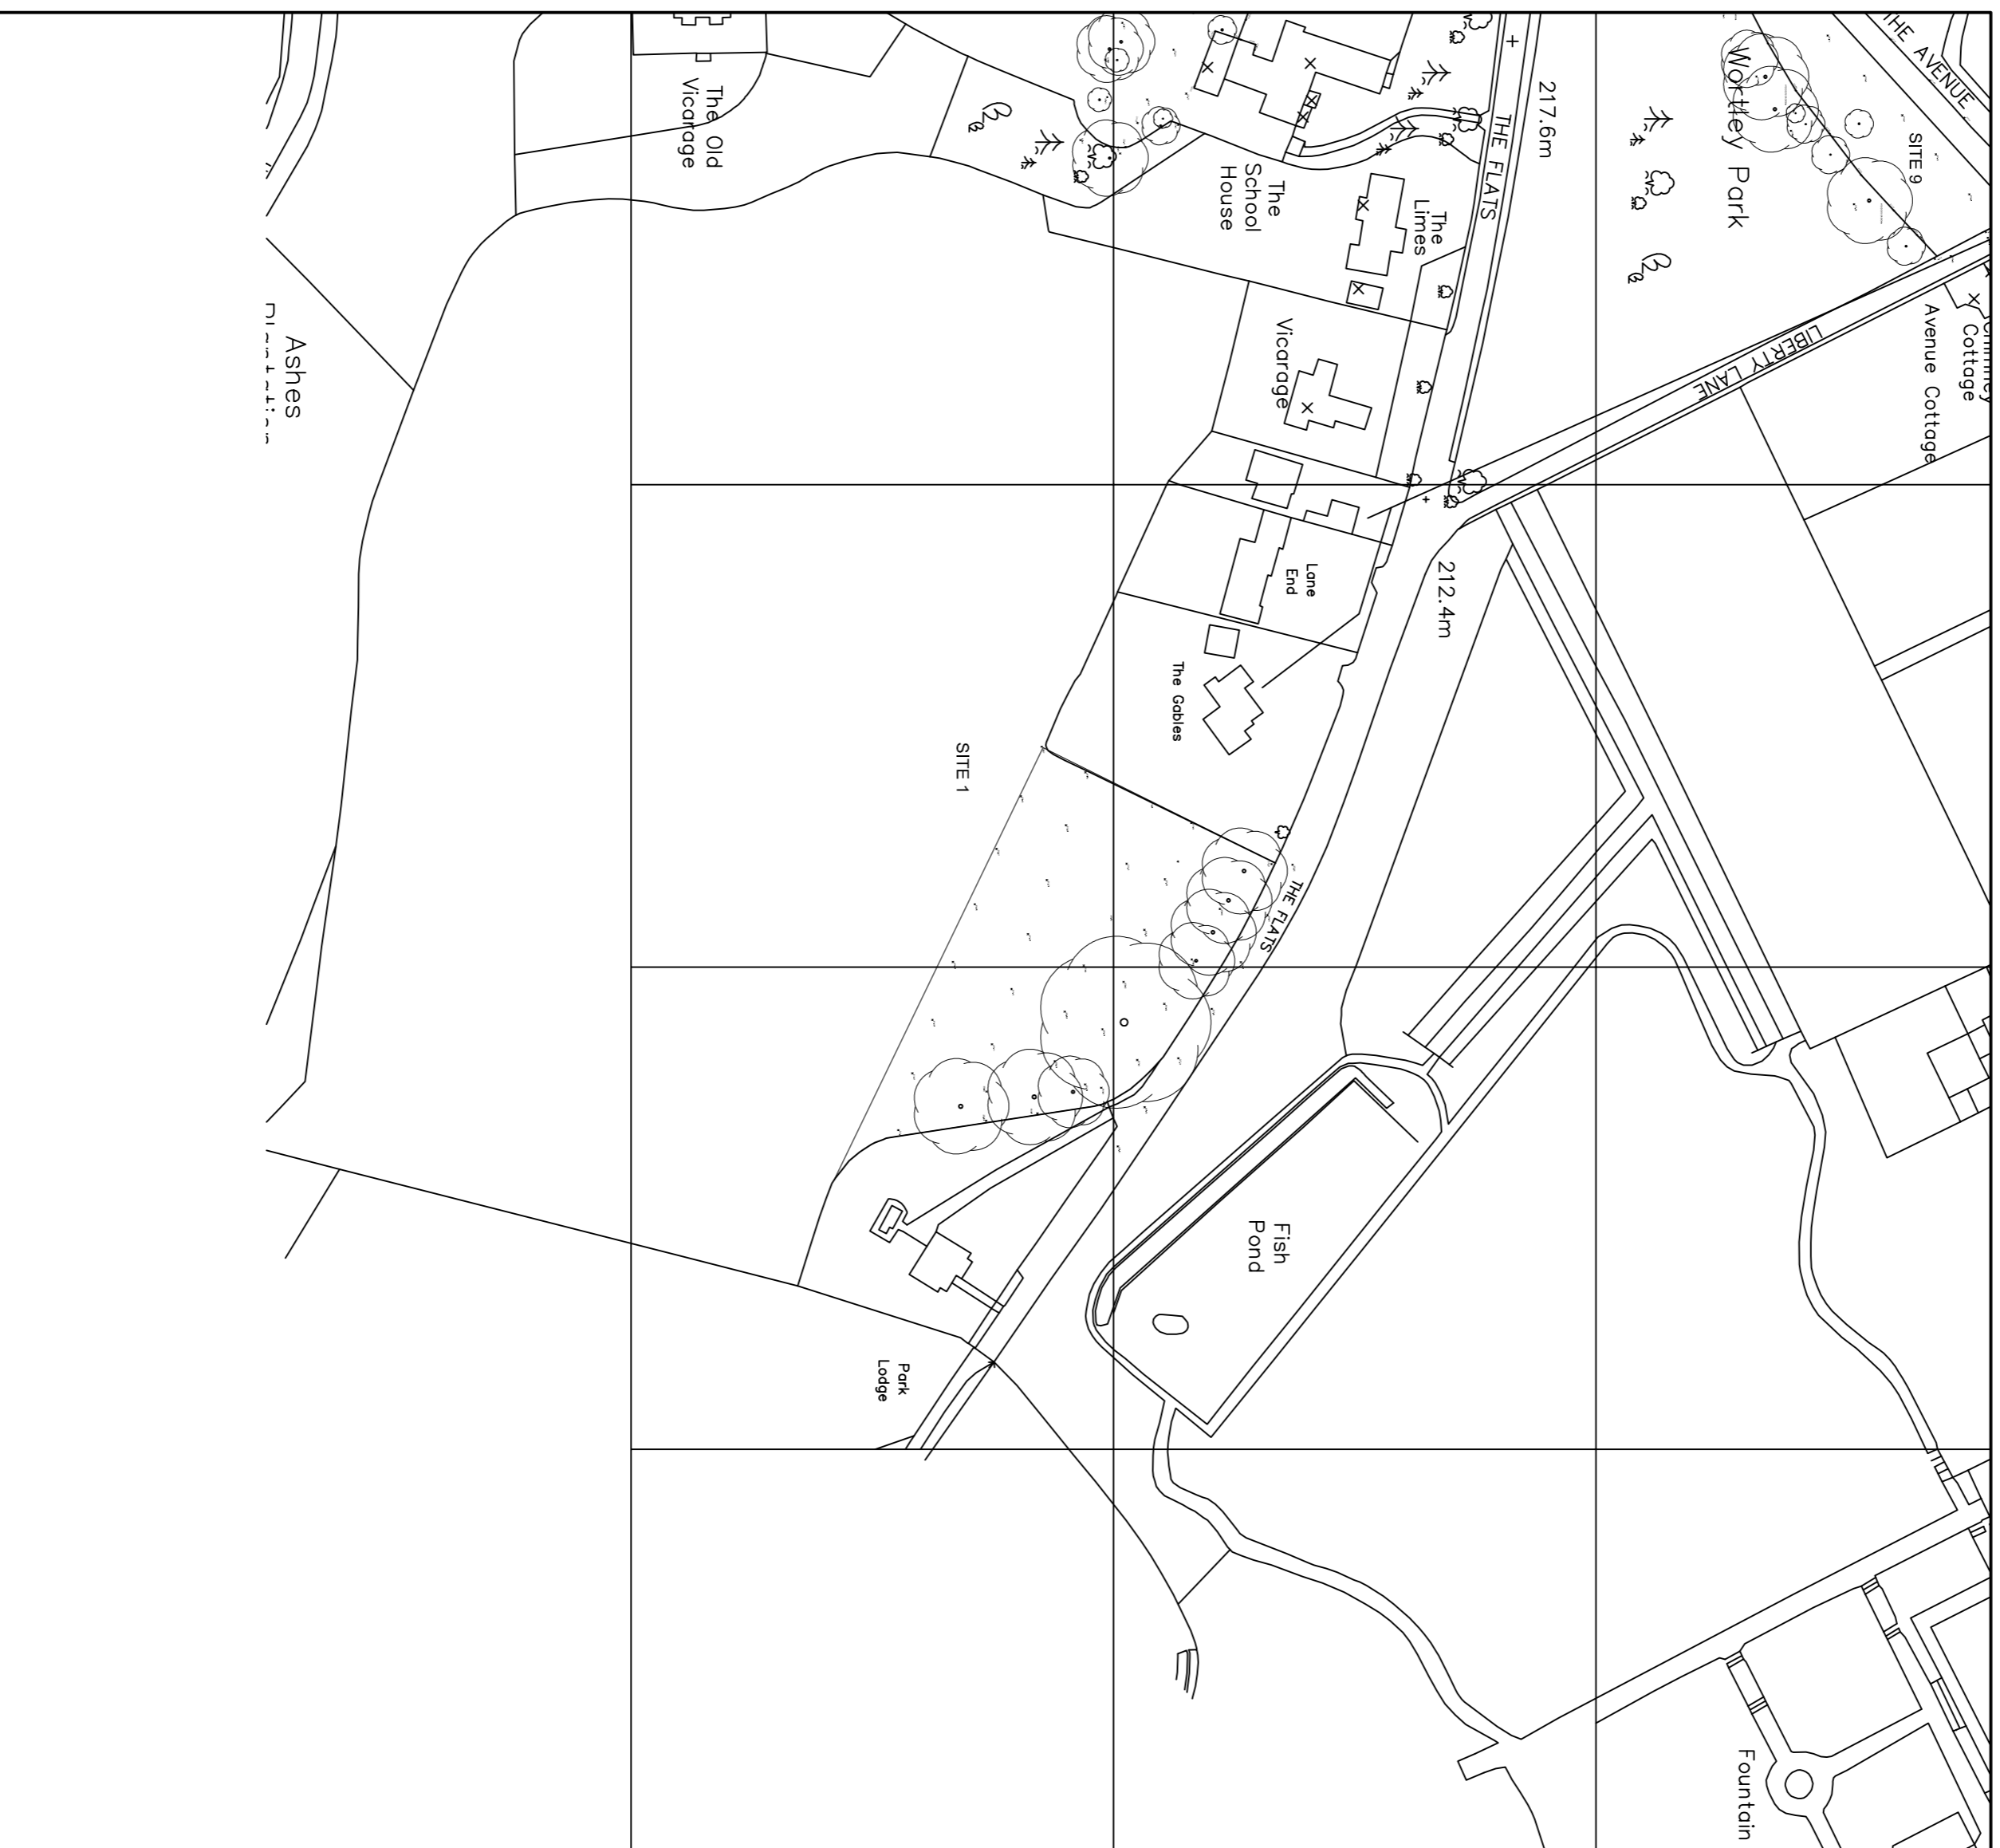 THE AVENUE
SITE 9
Wortley Park
217.6m
THE FLATS
The Old
Vicarage
The
School
House
The
Limes
Cottage
Avenue Cottage
LIBERTY LANE
Vicarage
Ashes
212.4m
Lane
End
The Gables
SITE 1
THE FLATS
Fish
Pond
Park
Lodge
Fountain